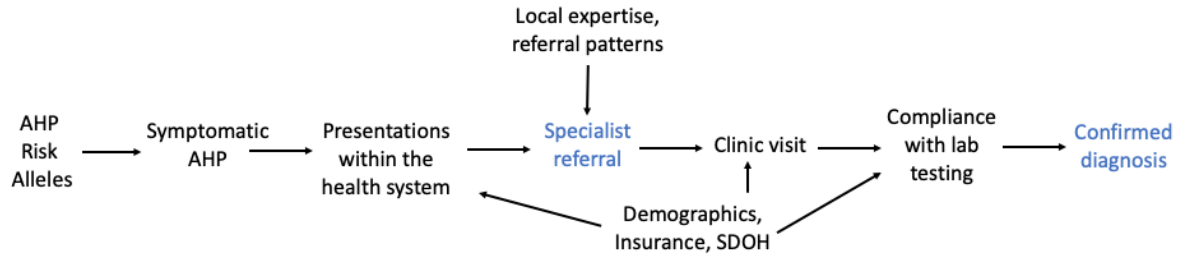 Local expertise,
referral patterns
AHP
Risk
Alleles
Symptomatic
AHP
Presentations
within the
health system
Specialist
referral
Clinic visit
Compliance
with lab
testing
Confirmed
diagnosis
Demographics,
Insurance, SDOH